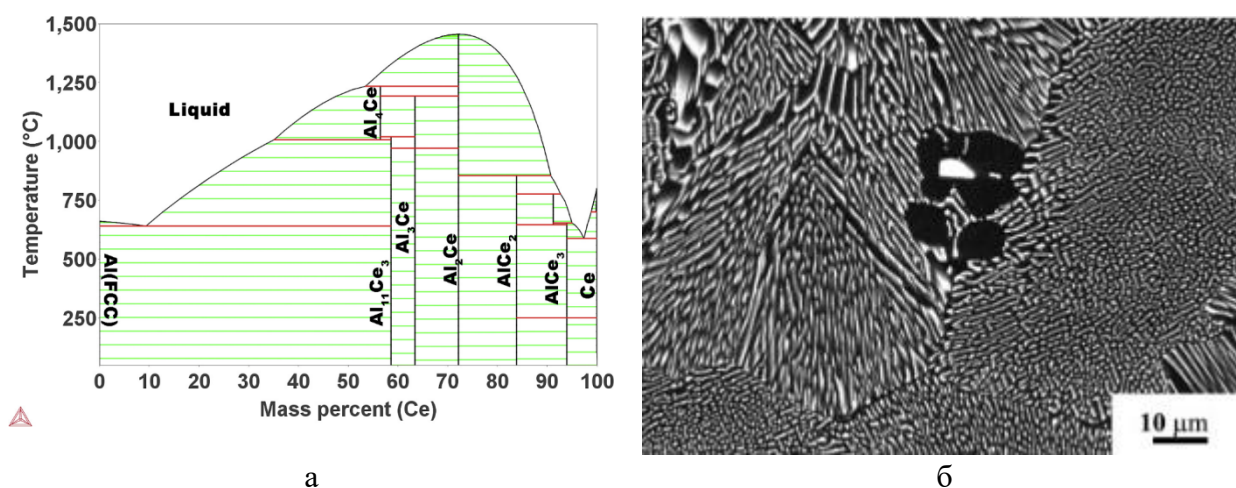 1,500
1,250
1,000
750
500
250
Temperature (°C)
Liquid
Al(FCC)
Al₁₁Ce₃
Al₄Ce
Al₃Ce
Al₂Ce
AlCe₂
AlCe₃
Ce
0 10 20 30 40 50 60 70 80 90 100
Mass percent (Ce)
10 µm
а б